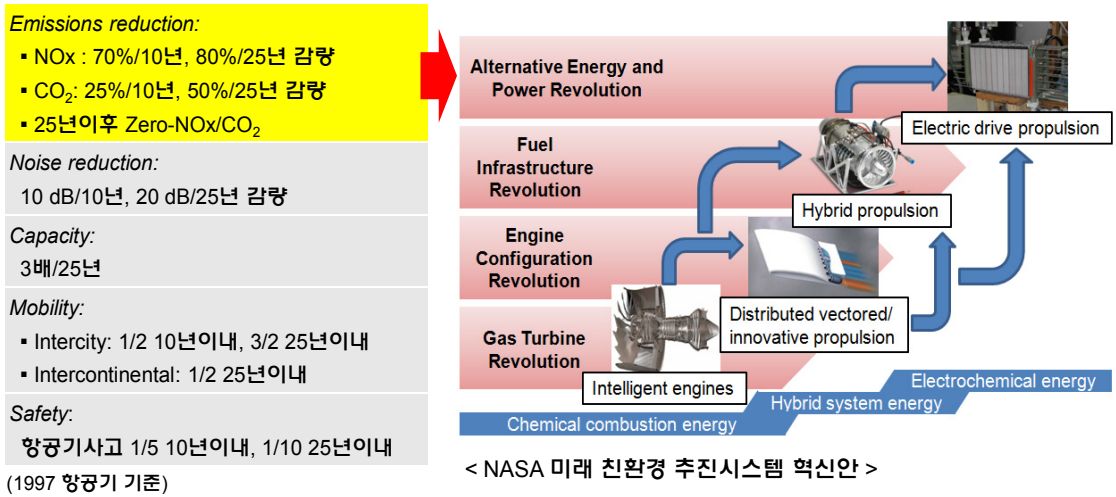 Emissions reduction:
▪ NOx : 70%/10년, 80%/25년 감량
▪ CO₂: 25%/10년, 50%/25년 감량
▪ 25년이후 Zero-NOx/CO₂
Noise reduction:
10 dB/10년, 20 dB/25년 감량
Capacity:
3배/25년
Mobility:
▪ Intercity: 1/2 10년이내, 3/2 25년이내
▪ Intercontinental: 1/2 25년이내
Safety:
항공기사고 1/5 10년이내, 1/10 25년이내
(1997 항공기 기준)
Alternative Energy and
Power Revolution
Electric drive propulsion
Fuel
Infrastructure
Revolution
Hybrid propulsion
Engine
Configuration
Revolution
Distributed vectored/
innovative propulsion
Gas Turbine
Revolution
Intelligent engines
Electrochemical energy
Hybrid system energy
Chemical combustion energy
< NASA 미래 친환경 추진시스템 혁신안 >